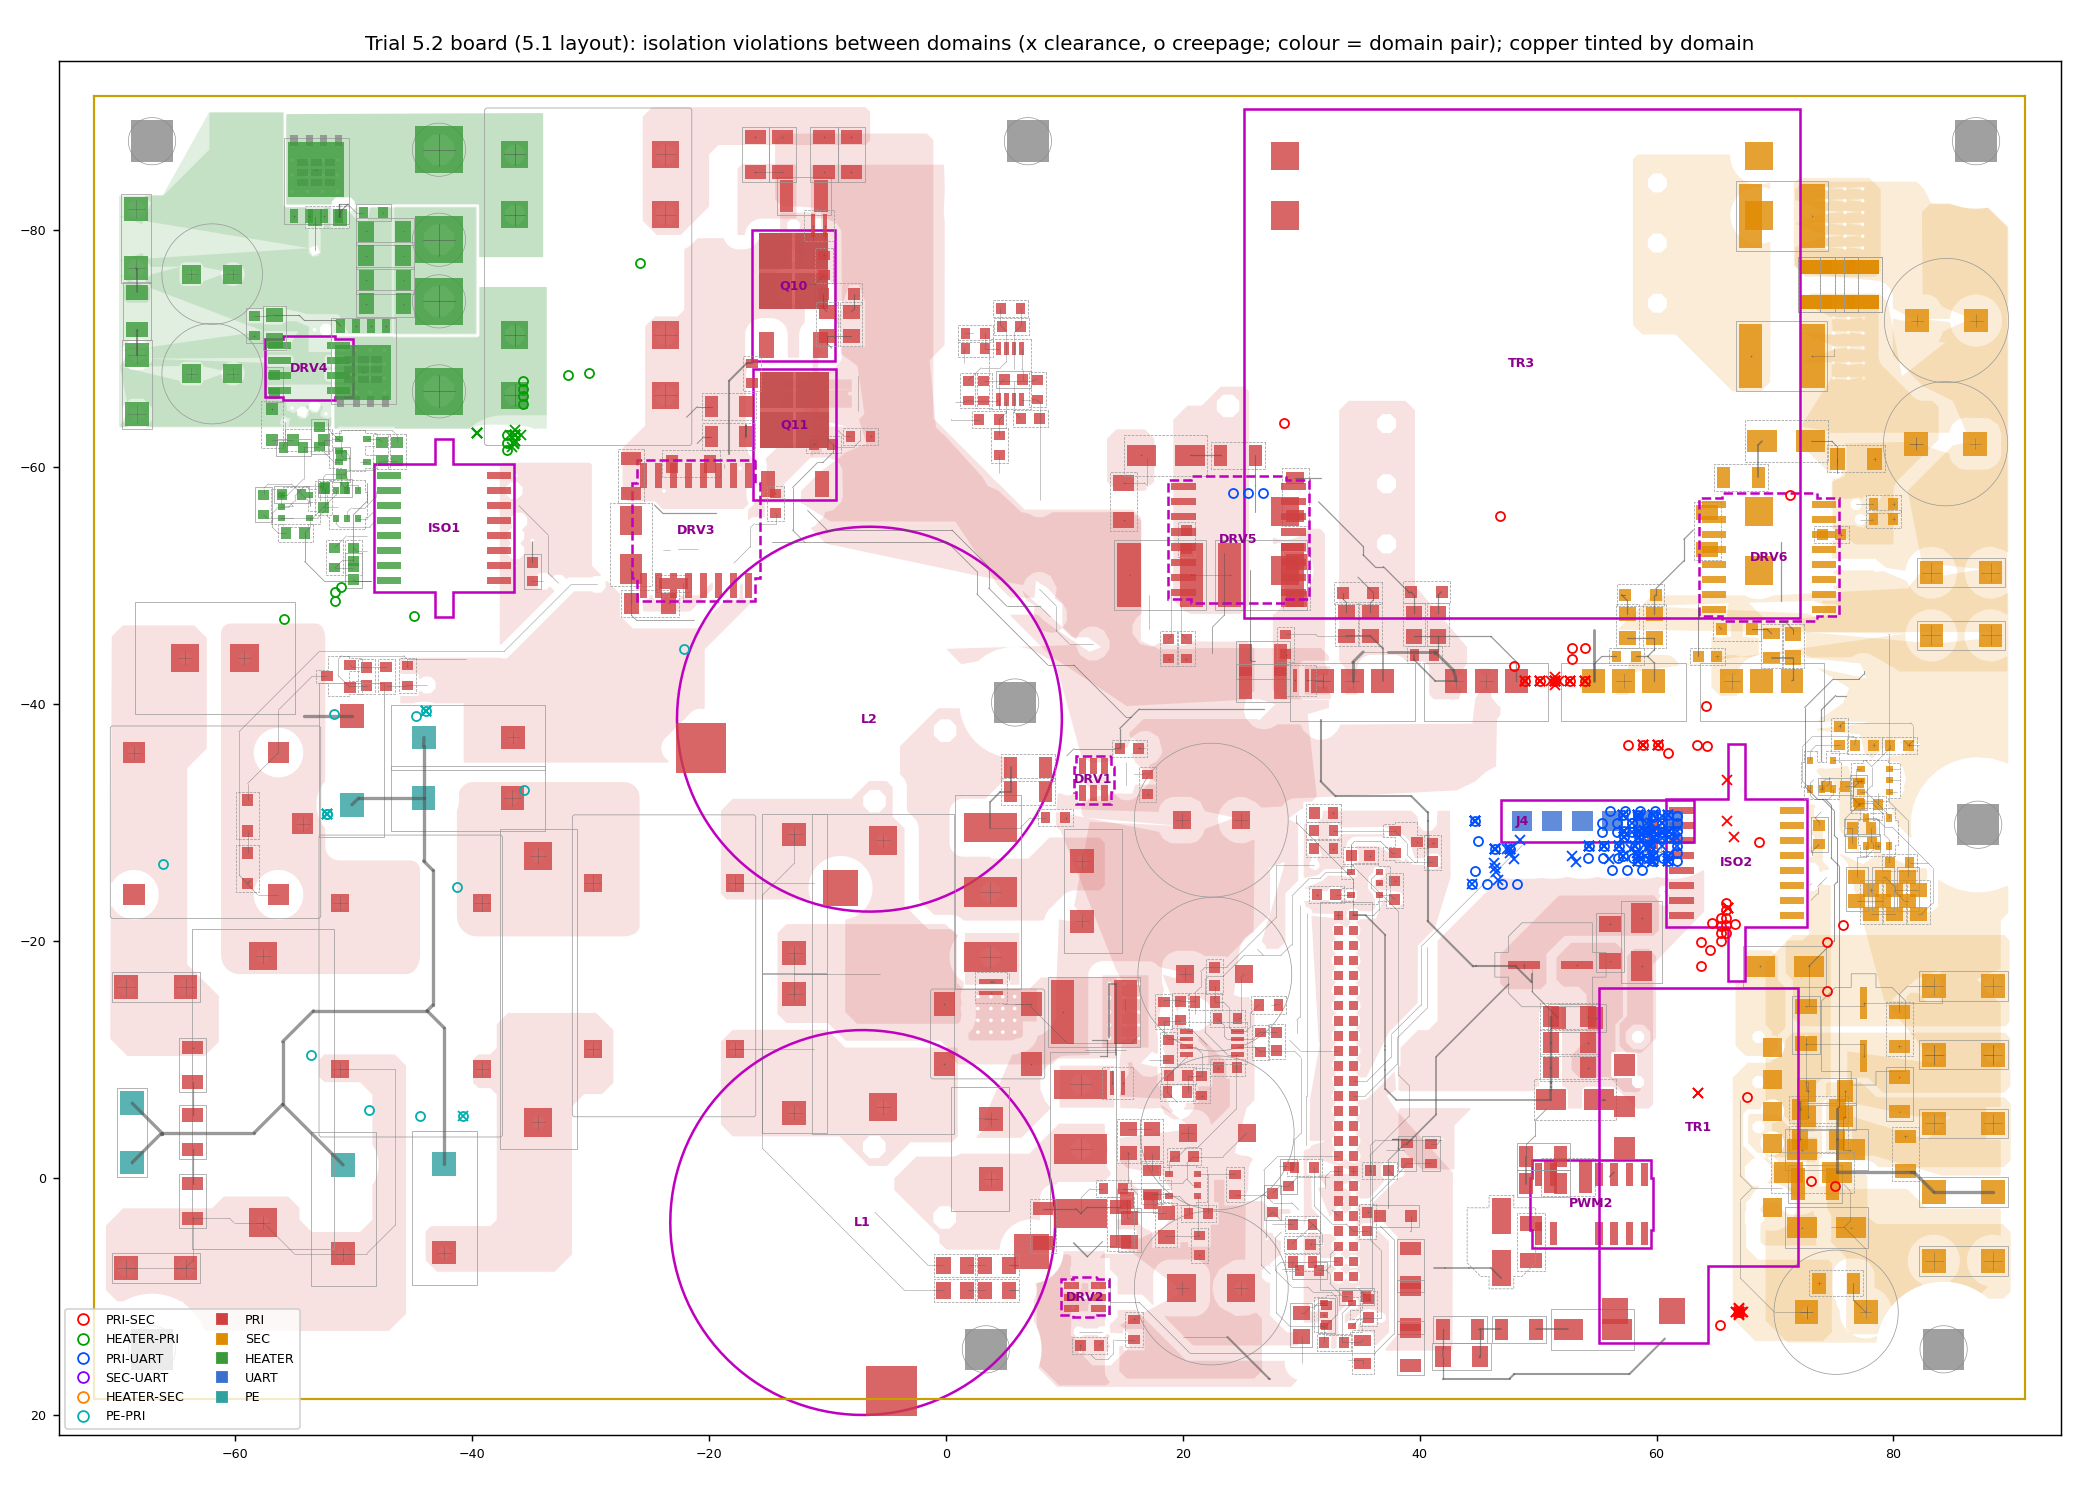 Trial 5.2 board (5.1 layout): isolation violations between domains (x clearance, o creepage; colour = domain pair); copper tinted by domain
−80
−60
−40
−20
0
20
Q10
TR3
DRV4
Q11
ISO1
DRV3
DRV5
DRV6
L2
DRV1
J4
ISO2
TR1
PWM2
L1
DRV2
PRI-SEC
HEATER-PRI
PRI-UART
SEC-UART
HEATER-SEC
PE-PRI
PRI
SEC
HEATER
UART
PE
−60
−40
−20
0
20
40
60
80